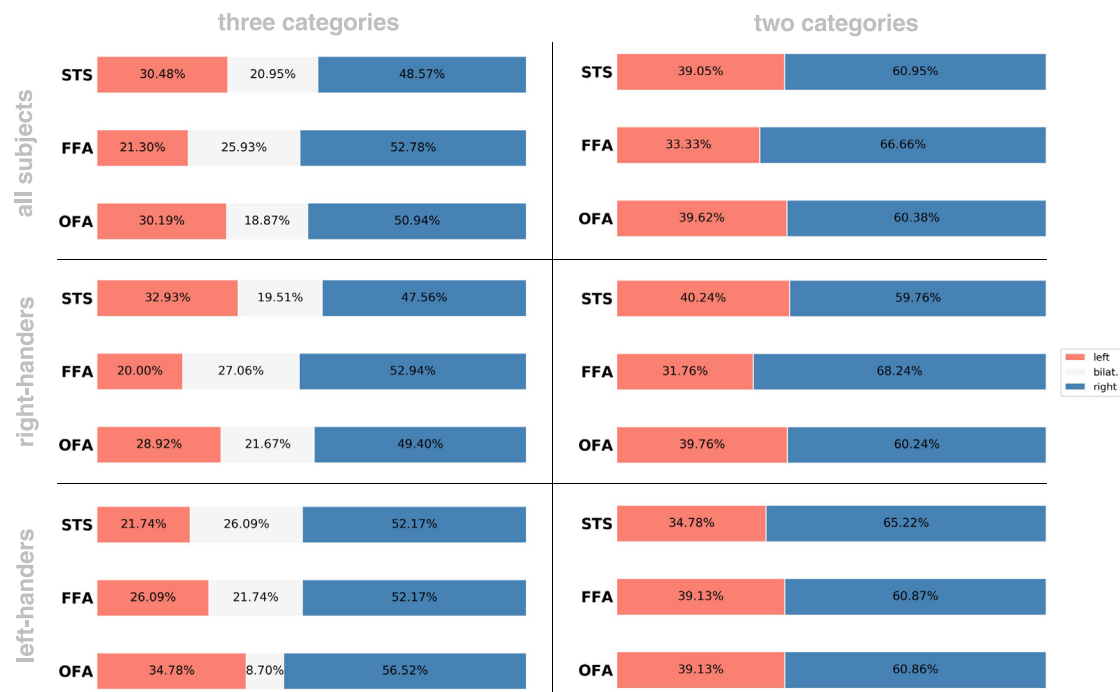 three categories
two categories
all subjects
STS 30.48% 20.95% 48.57%
STS 39.05% 60.95%
FFA 21.30% 25.93% 52.78%
FFA 33.33% 66.66%
OFA 30.19% 18.87% 50.94%
OFA 39.62% 60.38%
right-handers
STS 32.93% 19.51% 47.56%
STS 40.24% 59.76%
FFA 20.00% 27.06% 52.94%
FFA 31.76% 68.24%
OFA 28.92% 21.67% 49.40%
OFA 39.76% 60.24%
left
bilat.
right
left-handers
STS 21.74% 26.09% 52.17%
STS 34.78% 65.22%
FFA 26.09% 21.74% 52.17%
FFA 39.13% 60.87%
OFA 34.78% 8.70% 56.52%
OFA 39.13% 60.86%